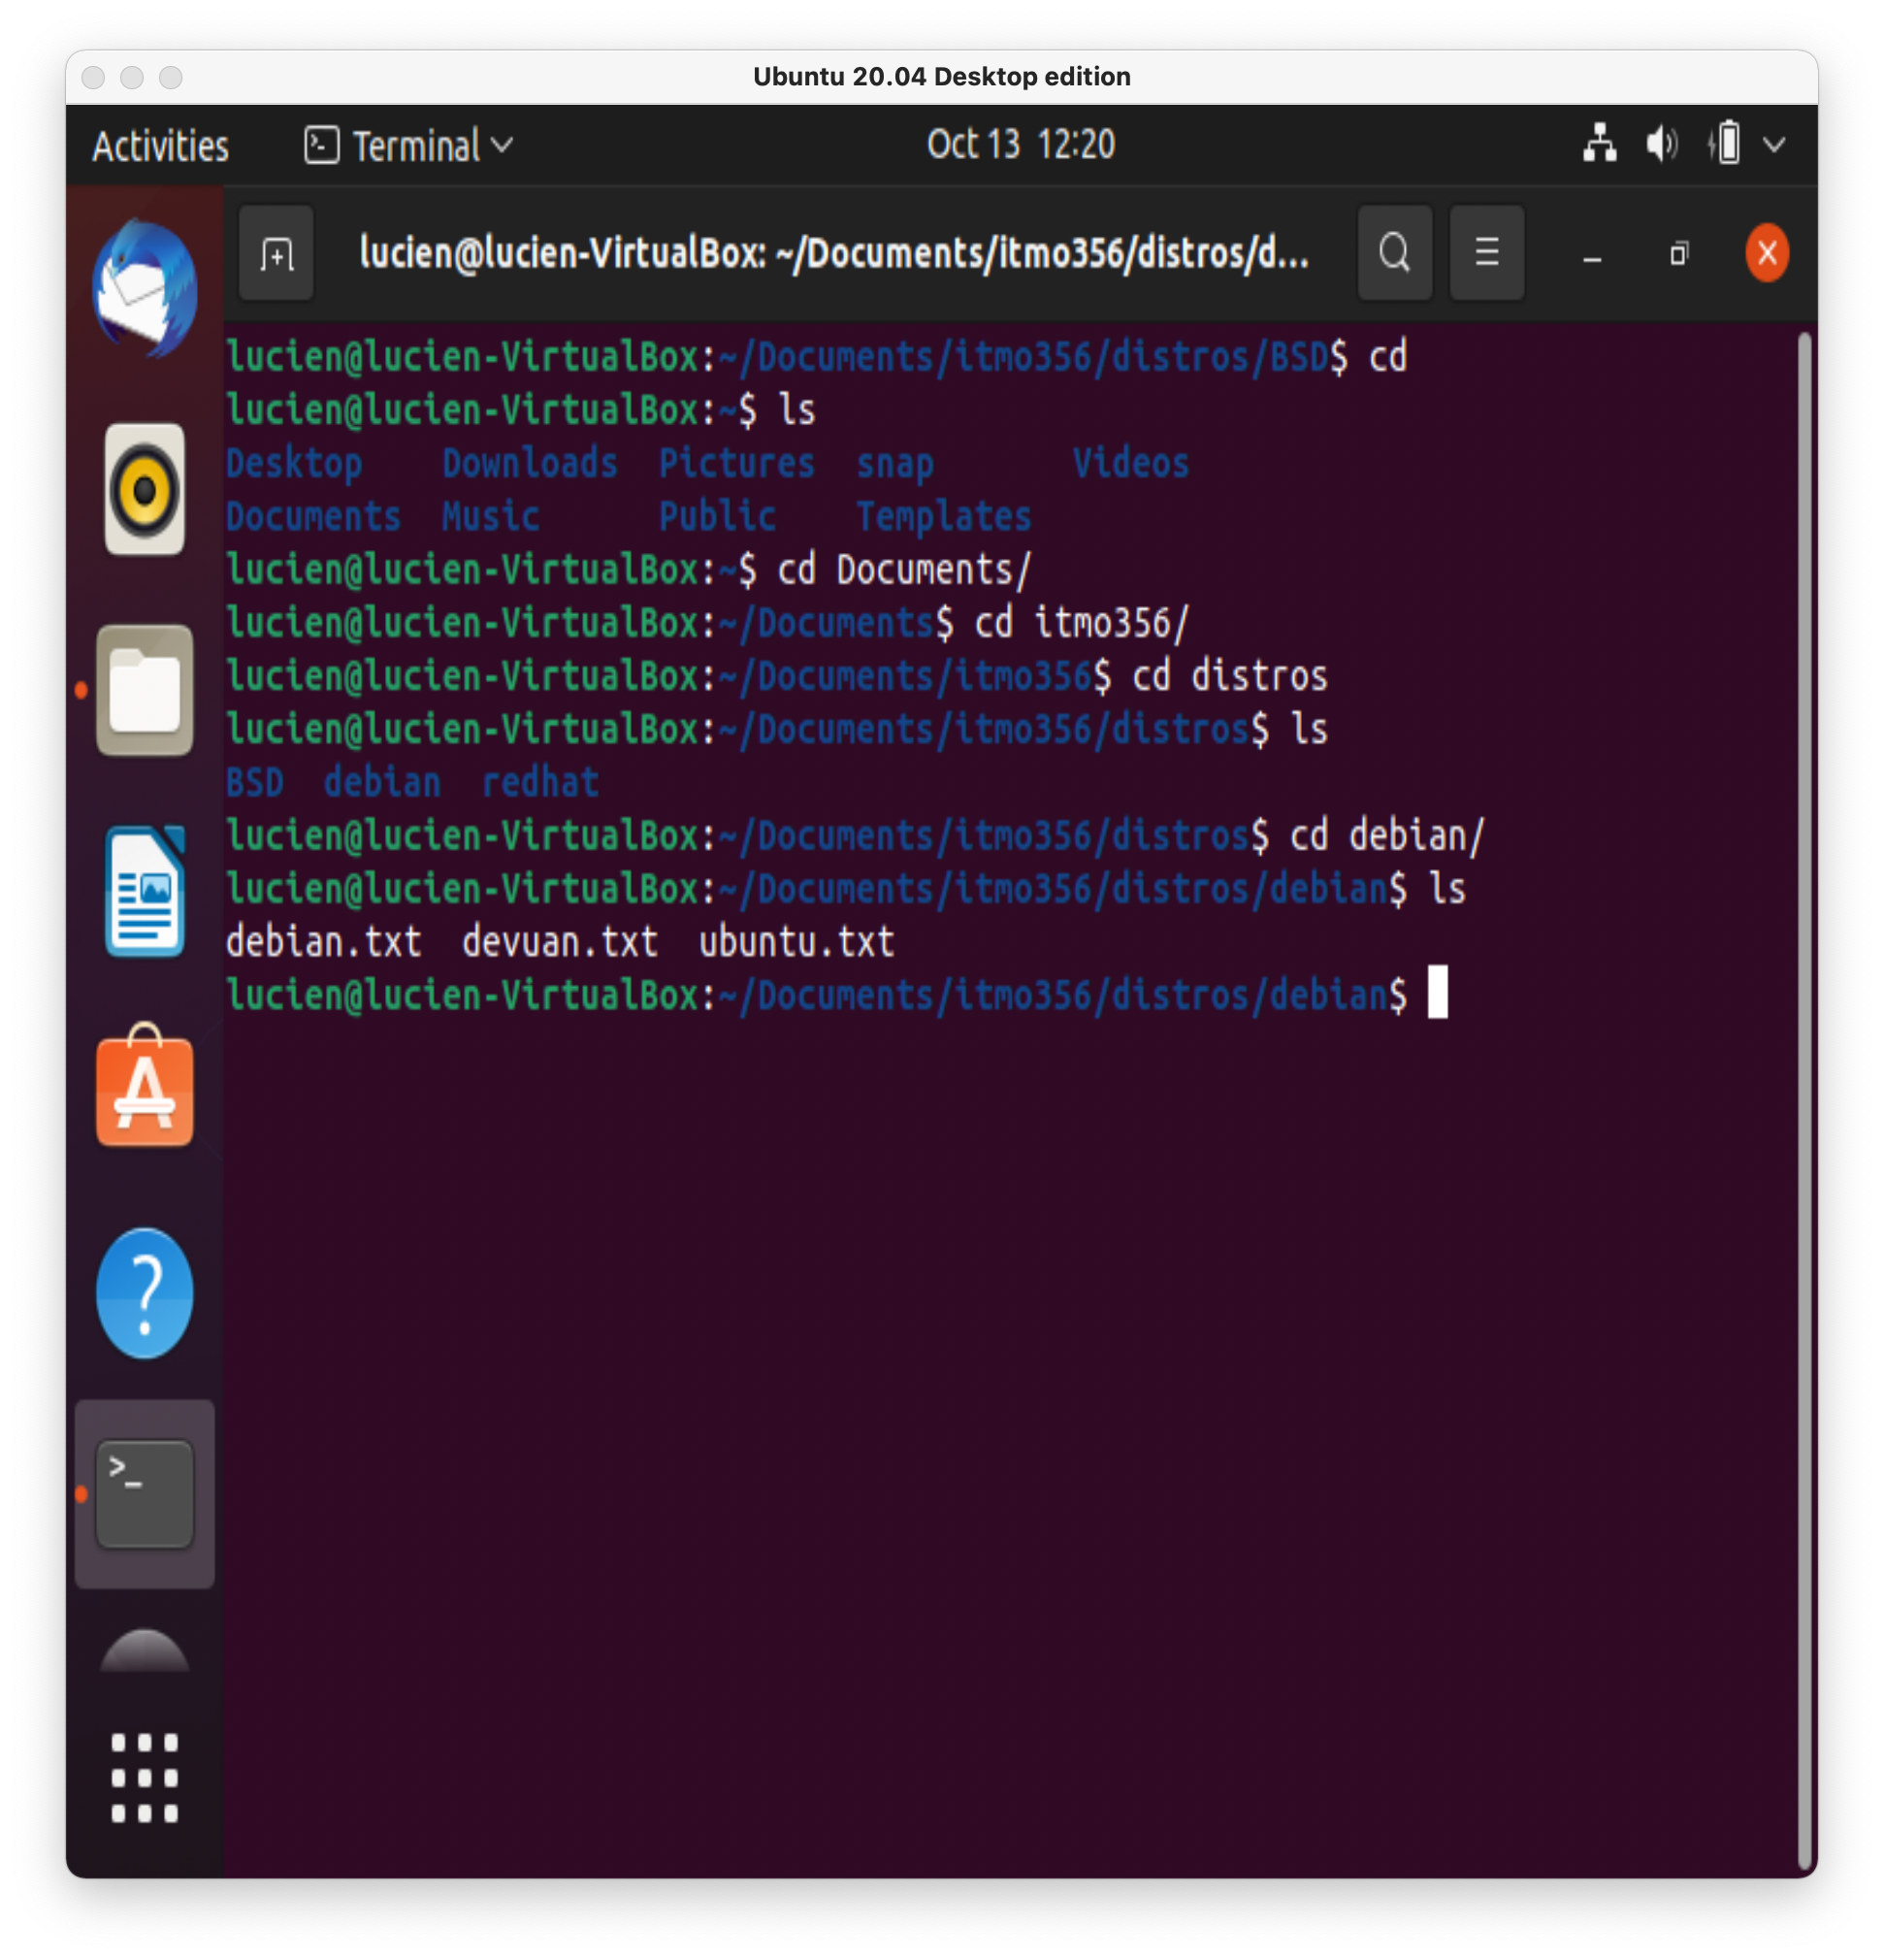 Ubuntu 20.04 Desktop edition
Activities Terminal Oct 13 12:20
lucien@lucien-VirtualBox: ~/Documents/itmo356/distros/d...
lucien@lucien-VirtualBox:~/Documents/itmo356/distros/BSD$ cd
lucien@lucien-VirtualBox:~$ ls
Desktop Downloads Pictures snap Videos
Documents Music Public Templates
lucien@lucien-VirtualBox:~$ cd Documents/
lucien@lucien-VirtualBox:~/Documents$ cd itmo356/
lucien@lucien-VirtualBox:~/Documents/itmo356$ cd distros
lucien@lucien-VirtualBox:~/Documents/itmo356/distros$ ls
BSD debian redhat
lucien@lucien-VirtualBox:~/Documents/itmo356/distros$ cd debian/
lucien@lucien-VirtualBox:~/Documents/itmo356/distros/debian$ ls
debian.txt devuan.txt ubuntu.txt
lucien@lucien-VirtualBox:~/Documents/itmo356/distros/debian$